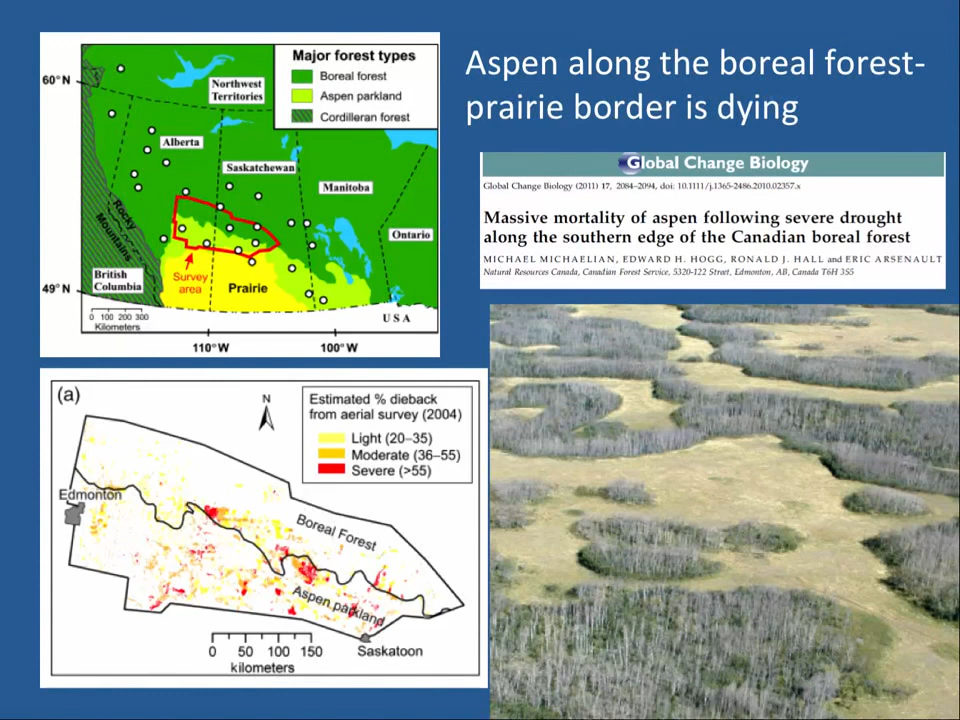 Aspen along the boreal forest-
prairie border is dying
Major forest types
Boreal forest
Aspen parkland
Cordilleran forest
60° N
Northwest
Territories
Alberta
Saskatchewan
Manitoba
Ontario
Rocky
Mountains
British
Columbia
49° N
Survey
area
Prairie
U S A
0 100 200 300
Kilometers
110° W
100° W
Global Change Biology
Global Change Biology (2011) 17, 2084–2094, doi: 10.1111/j.1365-2486.2010.02357.x
Massive mortality of aspen following severe drought
along the southern edge of the Canadian boreal forest
MICHAEL MICHAELIAN, EDWARD H. HOGG, RONALD J. HALL and ERIC ARSENAULT
Natural Resources Canada, Canadian Forest Service, 5320-122 Street, Edmonton, AB, Canada T6H 3S5
(a)
N
Estimated % dieback
from aerial survey (2004)
Light (20–35)
Moderate (36–55)
Severe (>55)
Edmonton
Boreal Forest
Aspen parkland
Saskatoon
0 50 100 150
kilometers